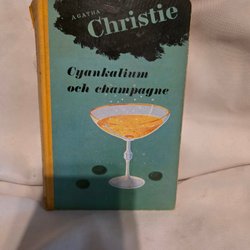 AGATHA
Christie
Cyankalium
och champagne